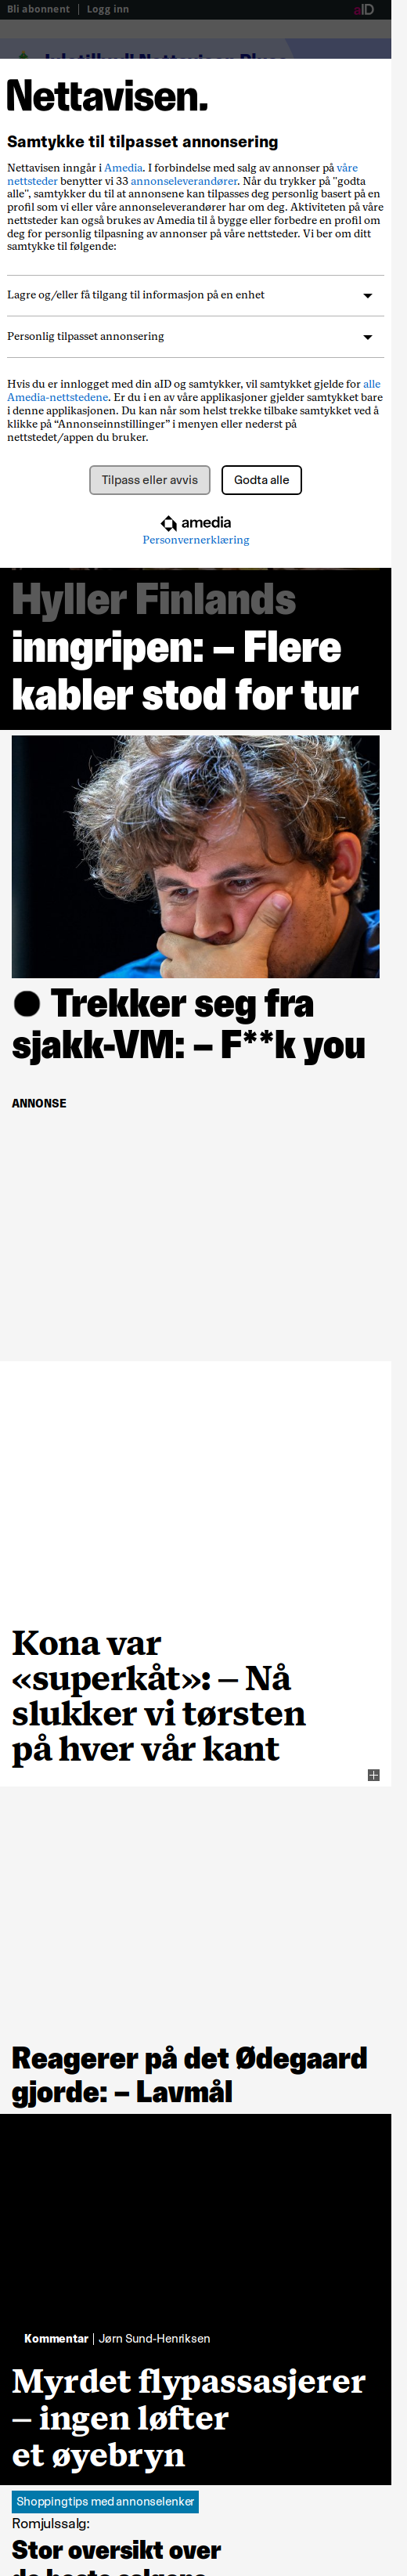 Bli abonnent | Logg inn
aID
Nettavisen.
Samtykke til tilpasset annonsering
Nettavisen inngår i Amedia. I forbindelse med salg av annonser på våre
nettsteder benytter vi 33 annonseleverandører. Når du trykker på "godta
alle", samtykker du til at annonsene kan tilpasses deg personlig basert på en
profil som vi eller våre annonseleverandører har om deg. Aktiviteten på våre
nettsteder kan også brukes av Amedia til å bygge eller forbedre en profil om
deg for personlig tilpasning av annonser på våre nettsteder. Vi ber om ditt
samtykke til følgende:
Lagre og/eller få tilgang til informasjon på en enhet
Personlig tilpasset annonsering
Hvis du er innlogget med din aID og samtykker, vil samtykket gjelde for alle
Amedia-nettstedene. Er du i en av våre applikasjoner gjelder samtykket bare
i denne applikasjonen. Du kan når som helst trekke tilbake samtykket ved å
klikke på “Annonseinnstillinger” i menyen eller nederst på
nettstedet/appen du bruker.
Tilpass eller avvis
Godta alle
amedia
Personvernerklæring
Hyller Finlands
inngripen: – Flere
kabler stod for tur
Trekker seg fra
sjakk-VM: – F**k you
ANNONSE
Kona var
«superkåt»: – Nå
slukker vi tørsten
på hver vår kant
Reagerer på det Ødegaard
gjorde: – Lavmål
Kommentar | Jørn Sund-Henriksen
Myrdet flypassasjerer
– ingen løfter
et øyebryn
Shoppingtips med annonselenker
Romjulssalg:
Stor oversikt over